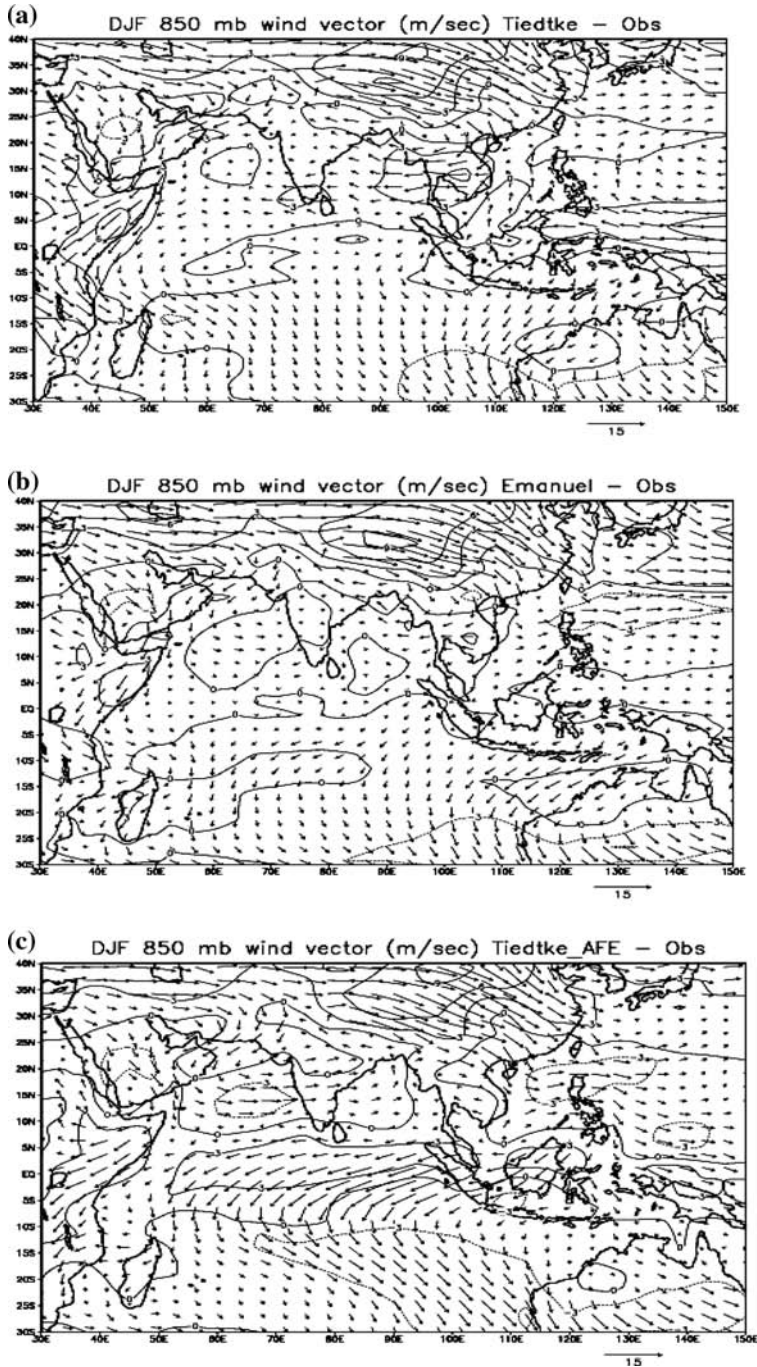 (a)
DJF 850 mb wind vector (m/sec) Tiedtke - Obs
40N
35N
30N
25N
20N
15N
10N
5N
EQ
5S
10S
15S
20S
25S
30S
30E 40E 50E 60E 70E 80E 90E 100E 110E 120E 130E 140E 150E
15
(b)
DJF 850 mb wind vector (m/sec) Emanuel - Obs
40N
35N
30N
25N
20N
15N
10N
5N
EQ
5S
10S
15S
20S
25S
30S
30E 40E 50E 60E 70E 80E 90E 100E 110E 120E 130E 140E 150E
15
(c)
DJF 850 mb wind vector (m/sec) Tiedtke_AFE - Obs
40N
35N
30N
25N
20N
15N
10N
5N
EQ
5S
10S
15S
20S
25S
30S
30E 40E 50E 60E 70E 80E 90E 100E 110E 120E 130E 140E 150E
15